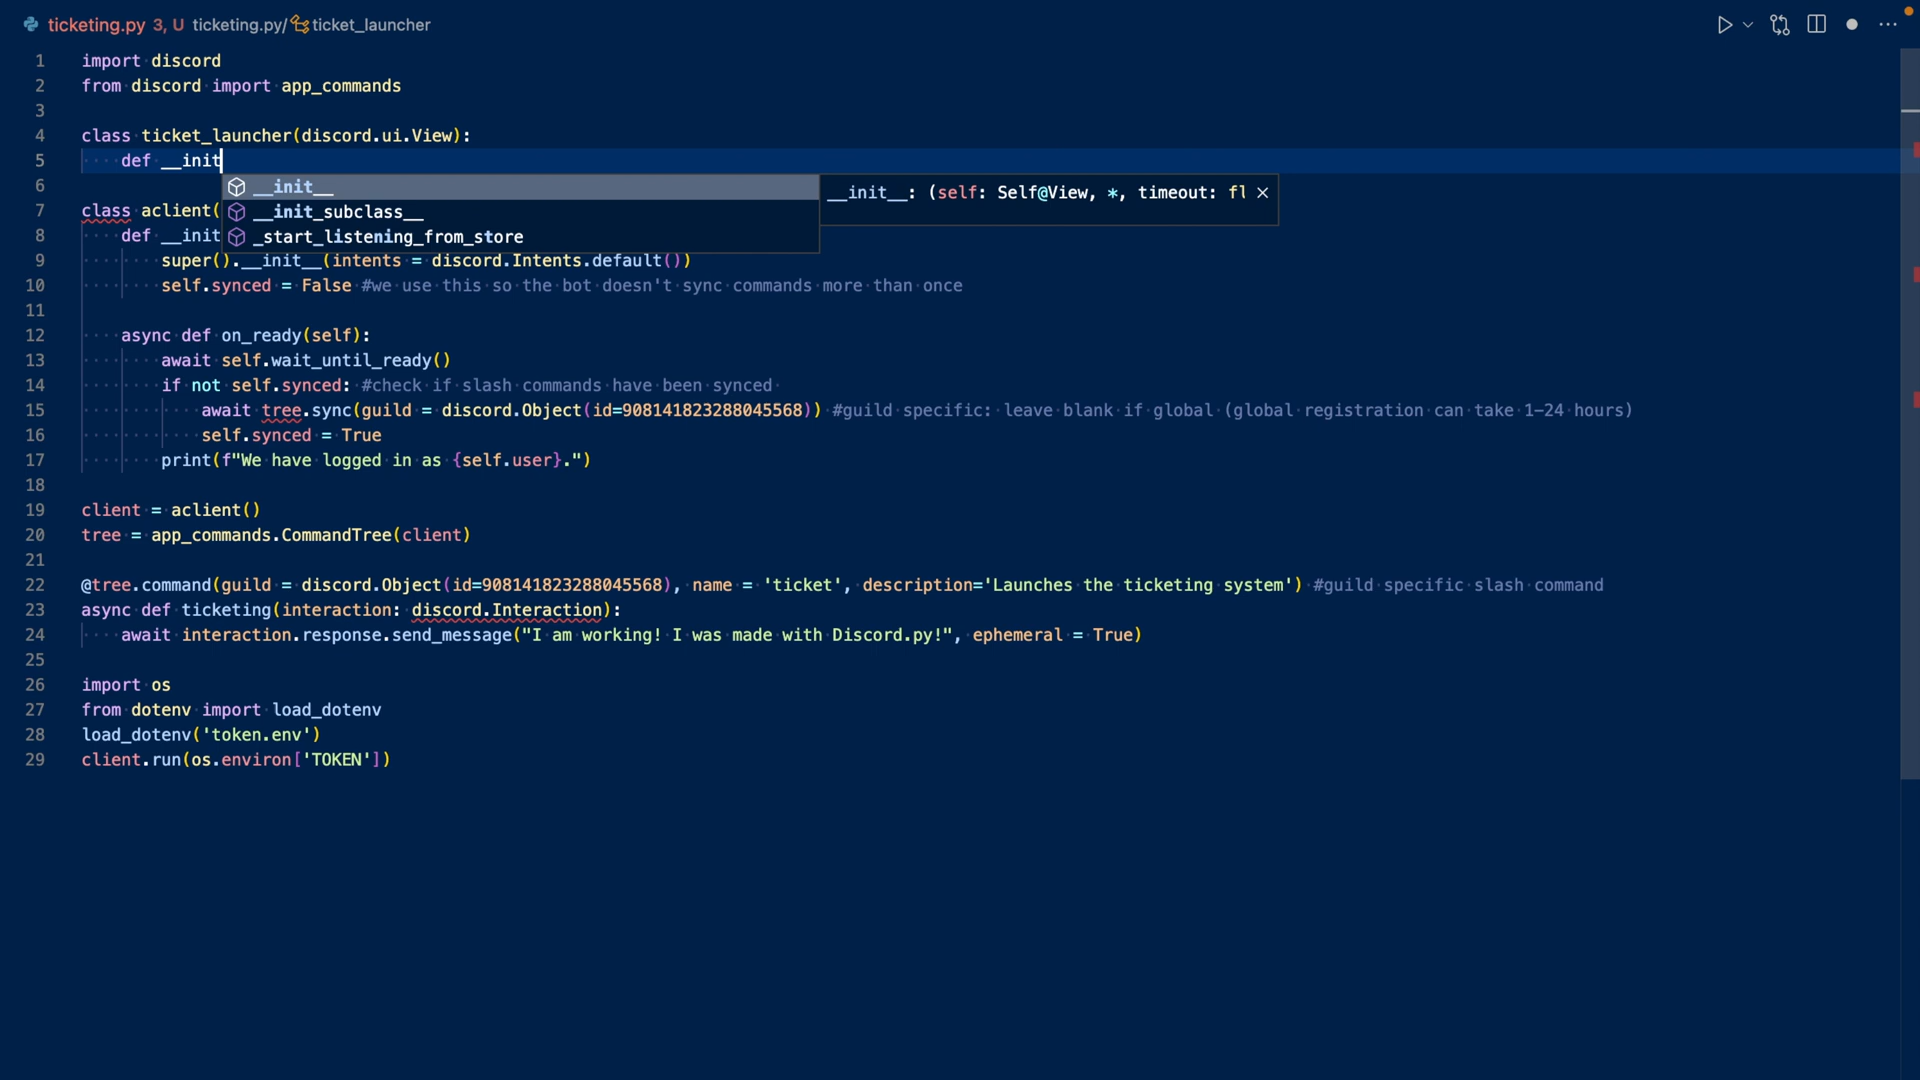 ticketing.py 3, U ticketing.py/ ticket_launcher
1 import discord
2 from discord import app_commands
3
4 class ticket_launcher(discord.ui.View):
5 def __init
__init__
__init__: (self: Self@View, *, timeout: fl
__init_subclass__
_start_listening_from_store
6
7 class aclient(
8 def __init
9 super().__init__(intents = discord.Intents.default())
10 self.synced = False #we use this so the bot doesn't sync commands more than once
11
12 async def on_ready(self):
13 await self.wait_until_ready()
14 if not self.synced: #check if slash commands have been synced
15 await tree.sync(guild = discord.Object(id=908141823288045568)) #guild specific: leave blank if global (global registration can take 1-24 hours)
16 self.synced = True
17 print(f"We have logged in as {self.user}.")
18
19 client = aclient()
20 tree = app_commands.CommandTree(client)
21
22 @tree.command(guild = discord.Object(id=908141823288045568), name = 'ticket', description='Launches the ticketing system') #guild specific slash command
23 async def ticketing(interaction: discord.Interaction):
24 await interaction.response.send_message("I am working! I was made with Discord.py!", ephemeral = True)
25
26 import os
27 from dotenv import load_dotenv
28 load_dotenv('token.env')
29 client.run(os.environ['TOKEN'])